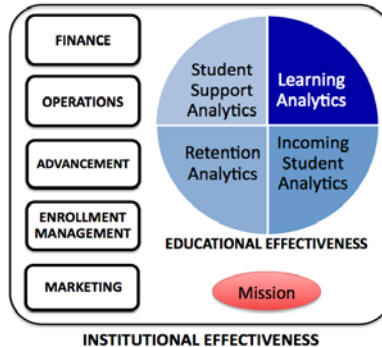 FINANCE
OPERATIONS
ADVANCEMENT
ENROLLMENT
MANAGEMENT
MARKETING
Student
Support
Analytics
Learning
Analytics
Retention
Analytics
Incoming
Student
Analytics
EDUCATIONAL EFFECTIVENESS
Mission
INSTITUTIONAL EFFECTIVENESS